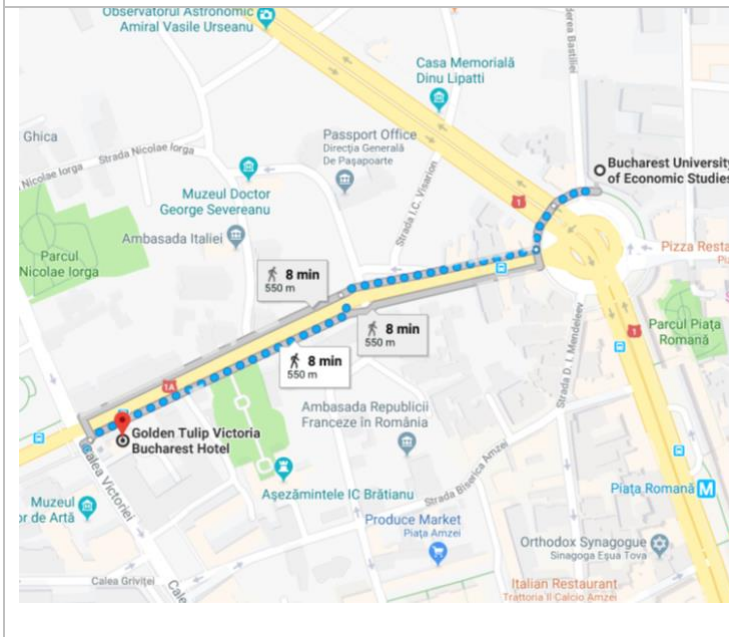 Observatorul Astronomic
Amiral Vasile Urseanu
Casa Memorială
Dinu Lipatti
Ghica
Strada Nicolae Iorga
Nicolae Iorga
Passport Office
Direcția Generală
De Pașapoarte
Strada I.C. Visarion
Bucharest University
of Economic Studies
Muzeul Doctor
George Severeanu
1
Ambasada Italiei
Parcul
Nicolae Iorga
Pizza Resta
8 min
550 m
8 min
550 m
8 min
550 m
1
Parcul Piața
Romană
Strada D. I. Mendeleev
1A
Golden Tulip Victoria
Bucharest Hotel
Ambasada Republicii
Franceze în România
Calea Victoriei
Așezămintele IC Brătianu
Strada Biserica Amzei
Piața Romană M
Muzeul
or de Artă
Produce Market
Piața Amzei
Orthodox Synagogue
Sinagoga Eșua Tova
Calea Griviței
Cale
Italian Restaurant
Trattoria Il Calcio Amzei